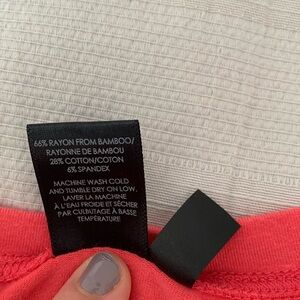 66% RAYON FROM BAMBOO/
RAYONNE DE BAMBOU
28% COTTON/COTON
6% SPANDEX
MACHINE WASH COLD
AND TUMBLE DRY ON LOW.
LAVER LA MACHINE
À L'EAU FROIDE ET SÉCHER
PAR CULBUTAGE À BASSE
TEMPÉRATURE